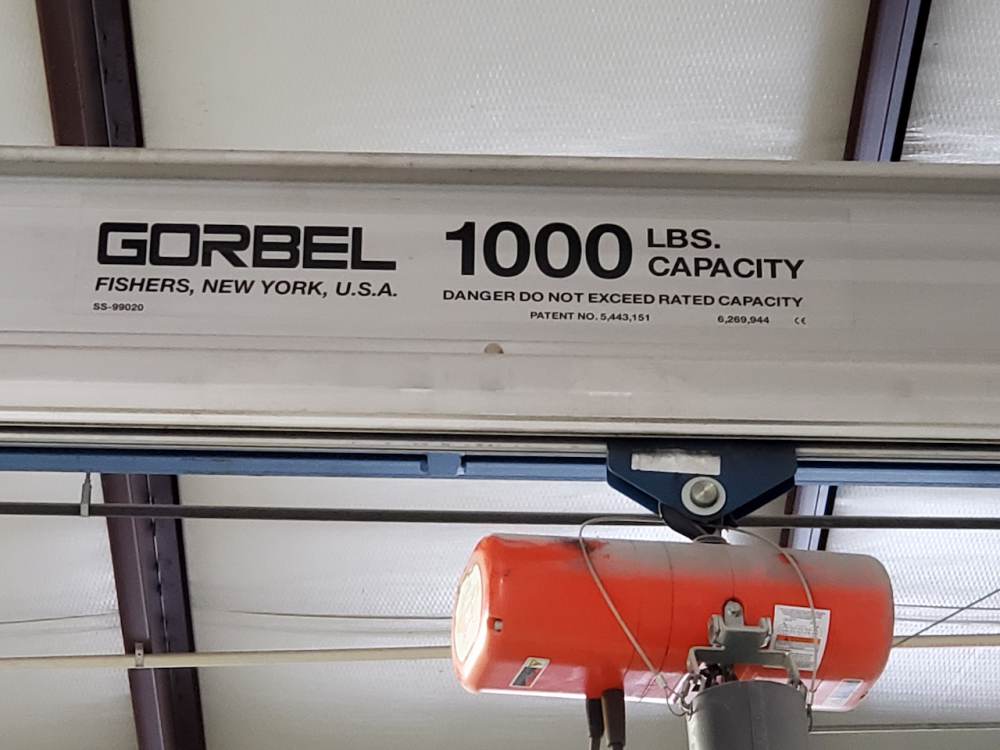 GORBEL
FISHERS, NEW YORK, U.S.A.
SS-99020
1000 LBS. CAPACITY
DANGER DO NOT EXCEED RATED CAPACITY
PATENT NO. 5,443,151 6,269,944 CE